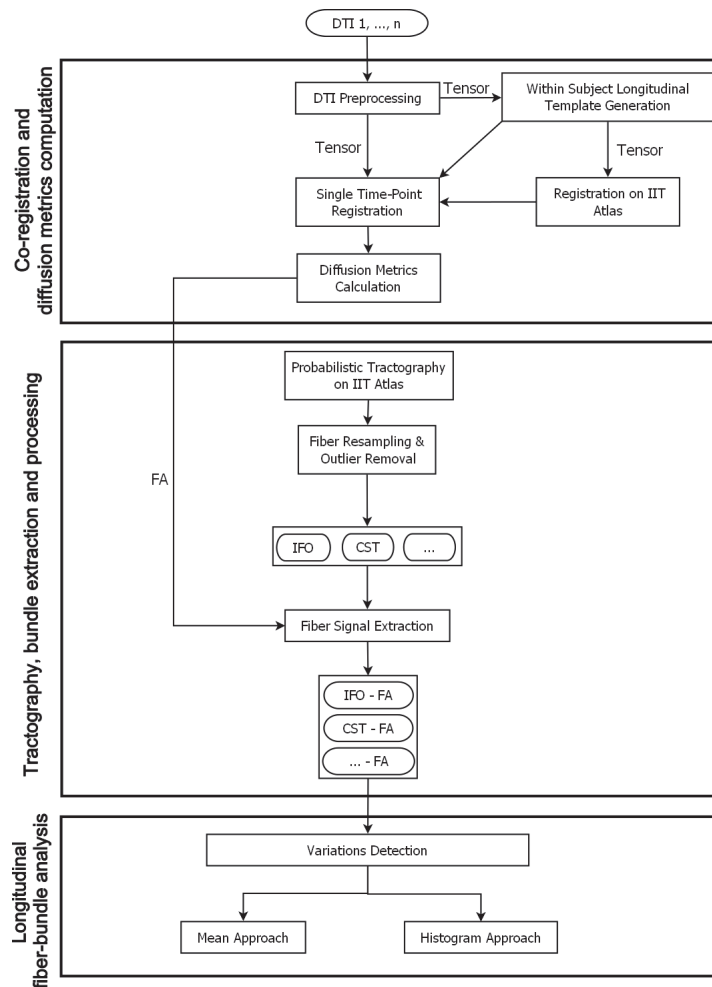 DTI 1, ..., n
Co-registration and
diffusion metrics computation
DTI Preprocessing
Tensor
Within Subject Longitudinal
Template Generation
Tensor
Tensor
Single Time-Point
Registration
Registration on IIT
Atlas
Diffusion Metrics
Calculation
Tractography, bundle extraction and processing
Probabilistic Tractography
on IIT Atlas
Fiber Resampling &
Outlier Removal
FA
IFO
CST
...
Fiber Signal Extraction
IFO - FA
CST - FA
... - FA
Longitudinal
fiber-bundle analysis
Variations Detection
Mean Approach
Histogram Approach